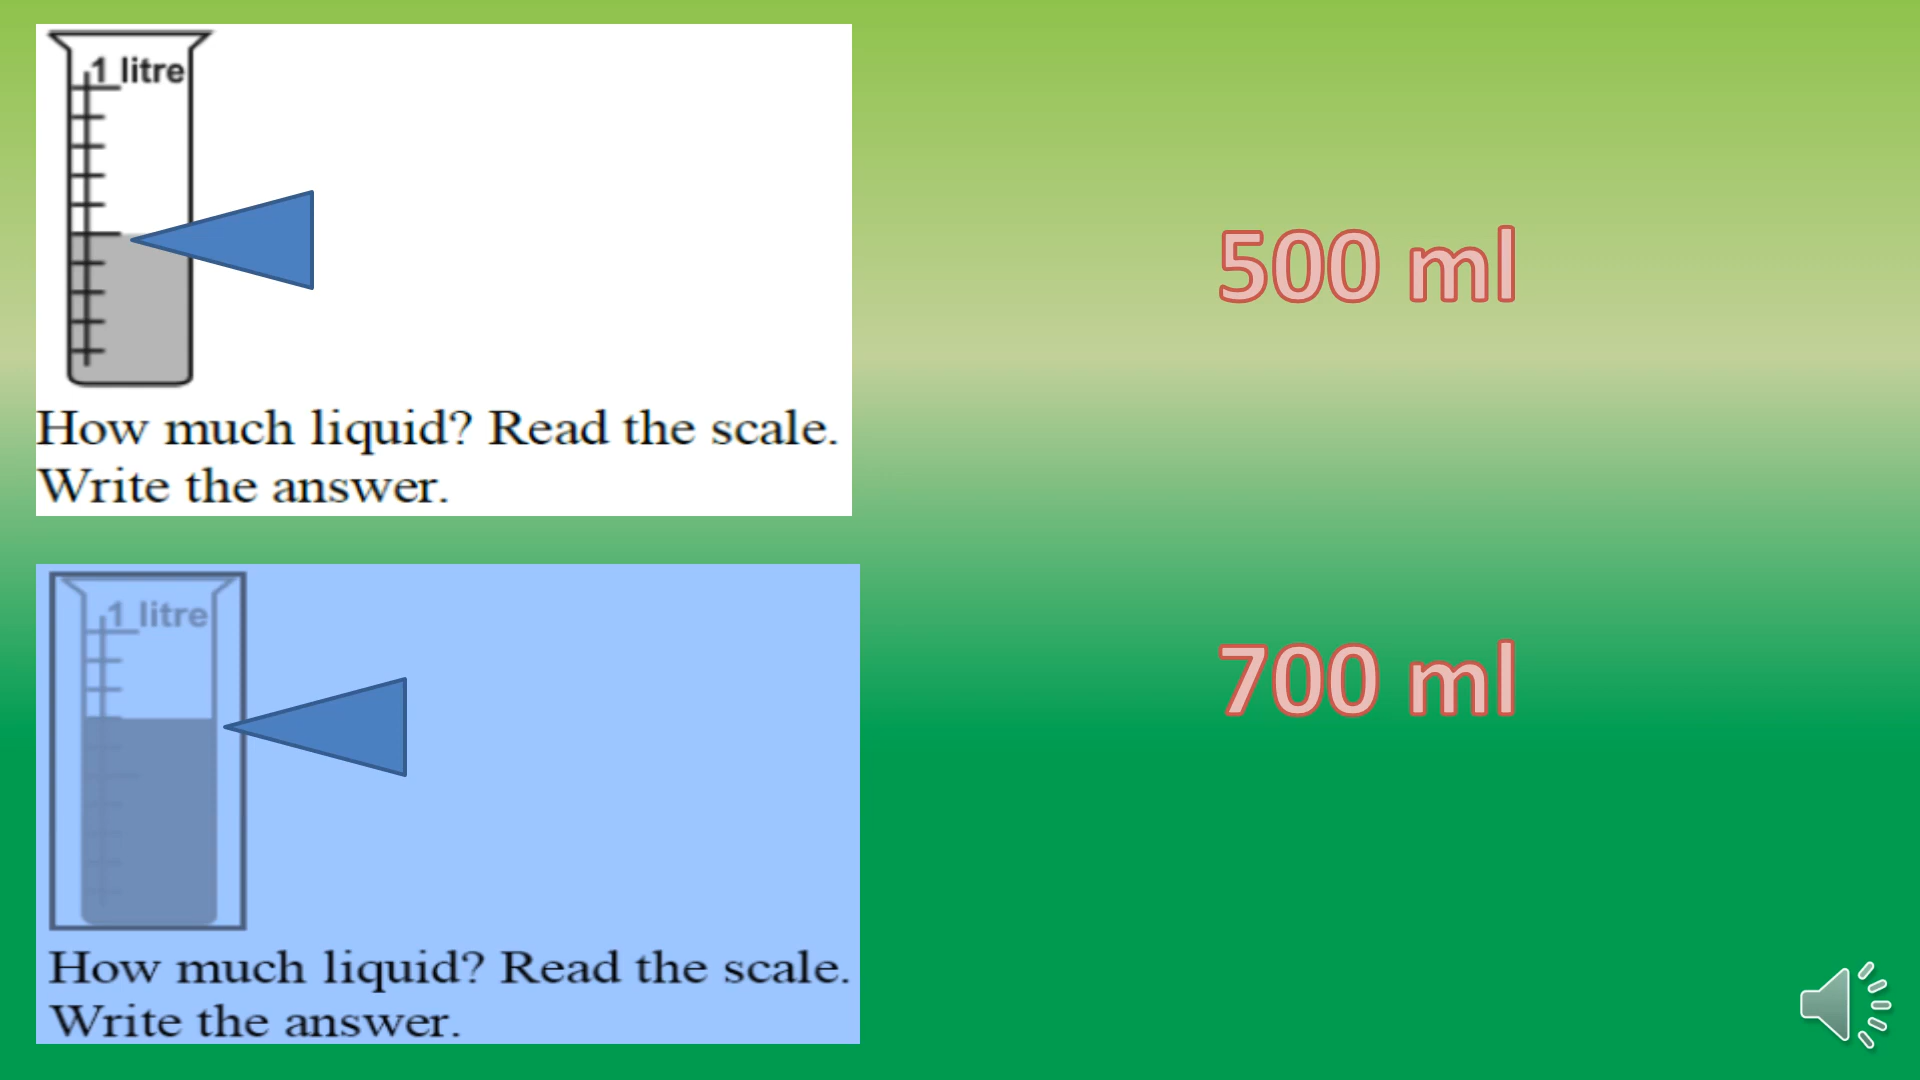 1 litre
500 ml
How much liquid? Read the scale.
Write the answer.
1 litre
700 ml
How much liquid? Read the scale.
Write the answer.